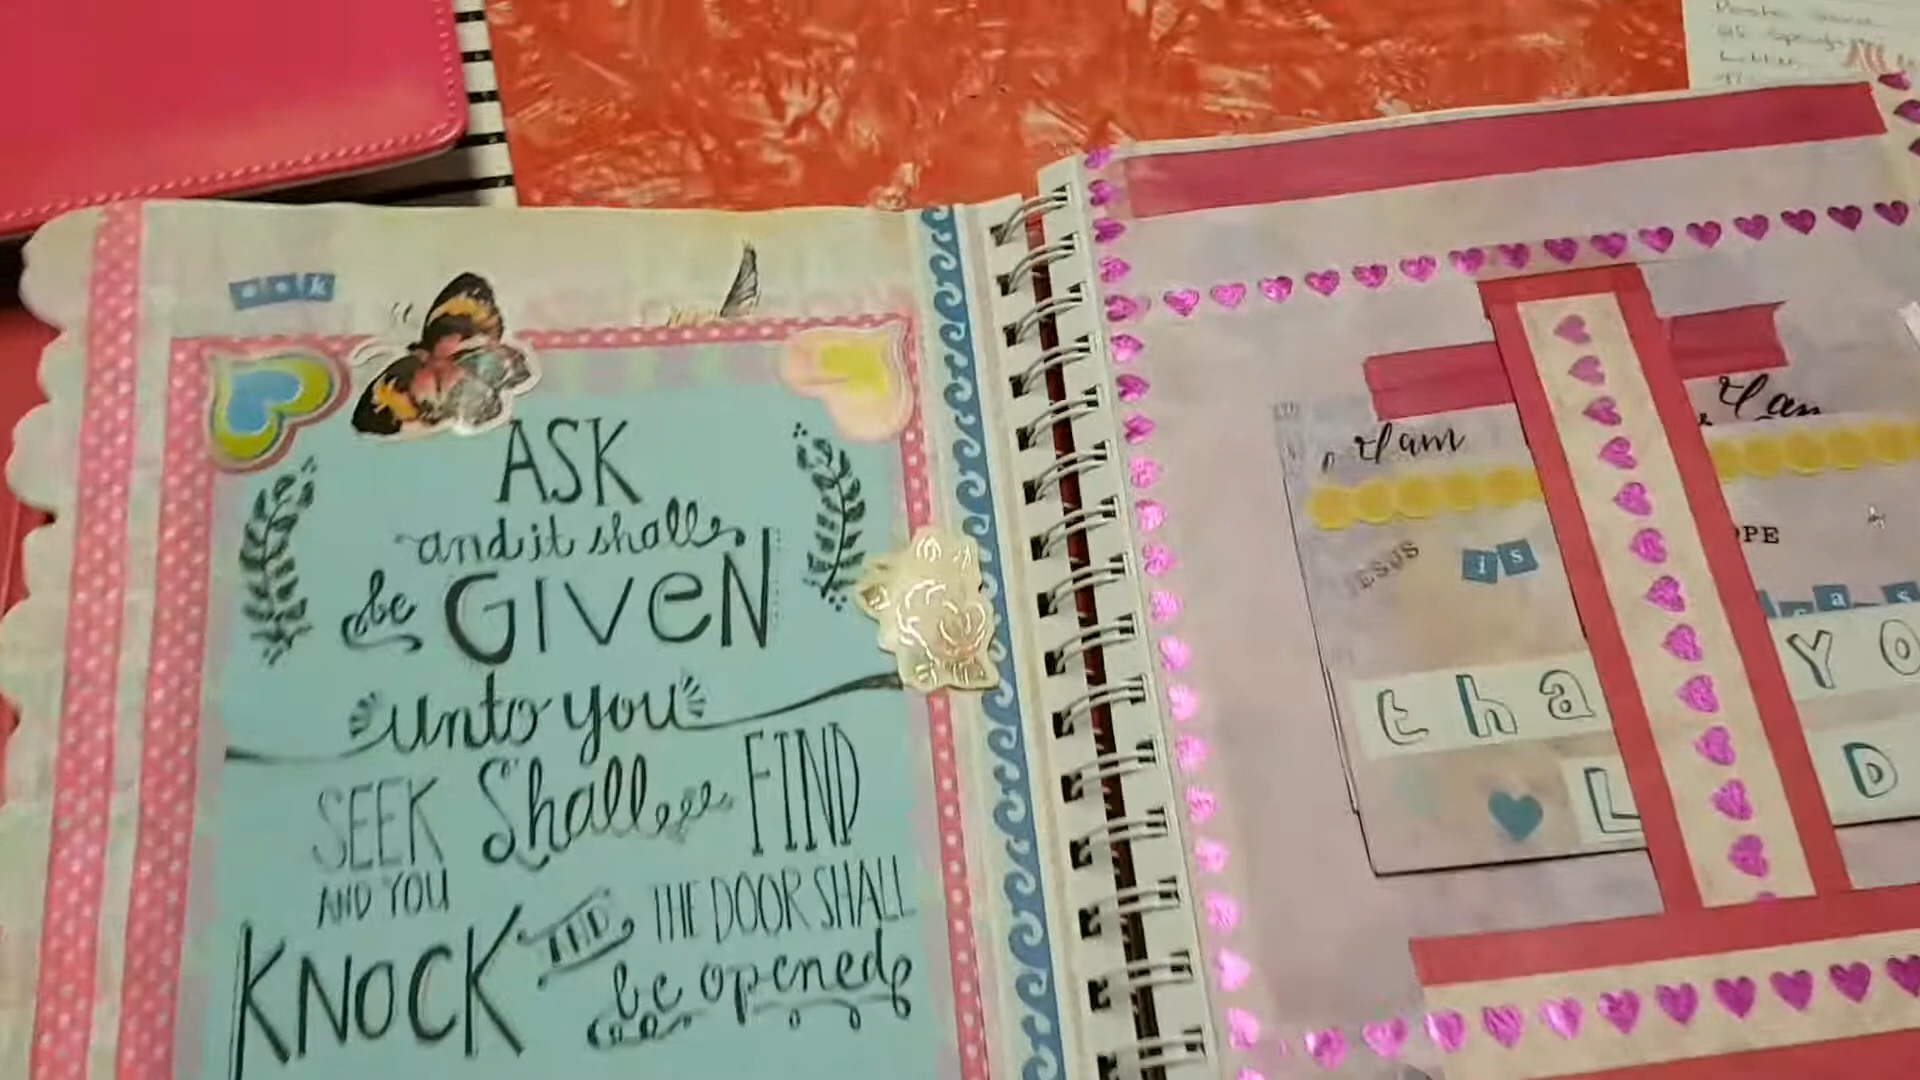 ask
ASK
and it shall
be GIVEN
unto you
SEEK Shall FIND
AND YOU
KNOCK AND THE DOOR SHALL
be opened
I am
I am
JESUS is
OPE
tha
YO
L
D